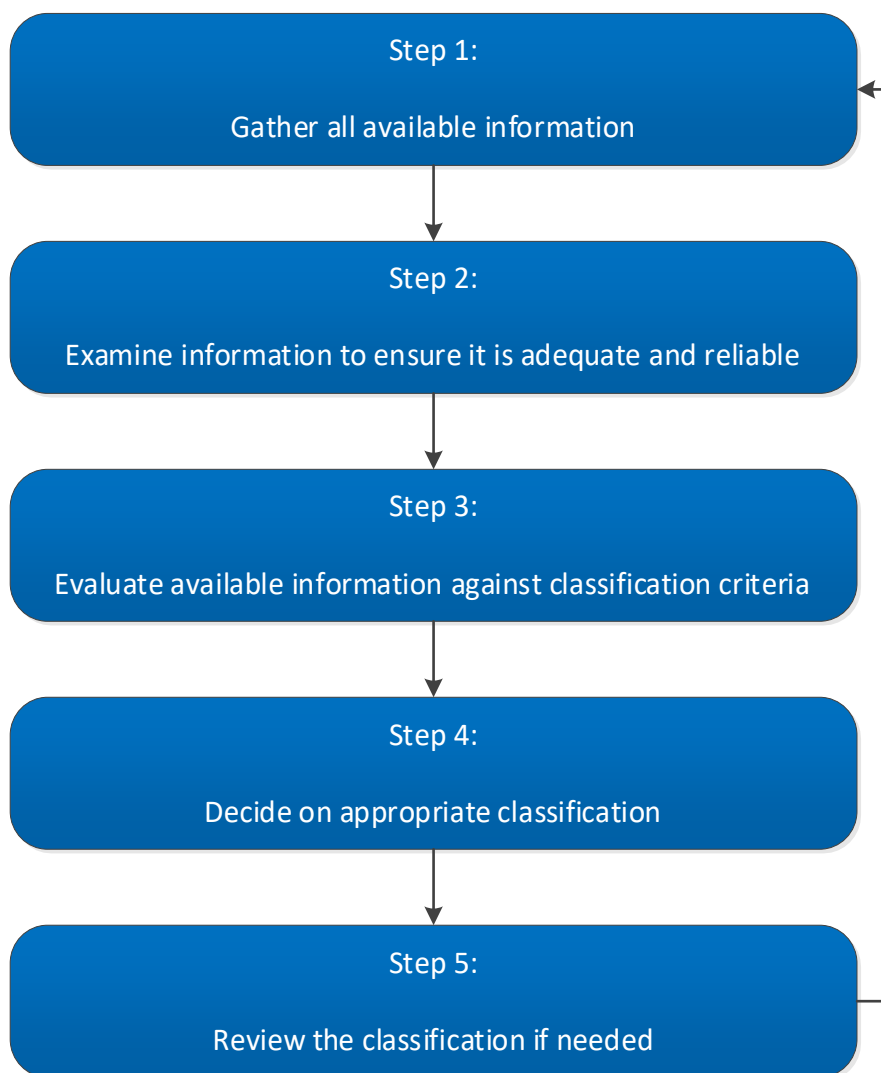 Step 1:
Gather all available information
Step 2:
Examine information to ensure it is adequate and reliable
Step 3:
Evaluate available information against classification criteria
Step 4:
Decide on appropriate classification
Step 5:
Review the classification if needed